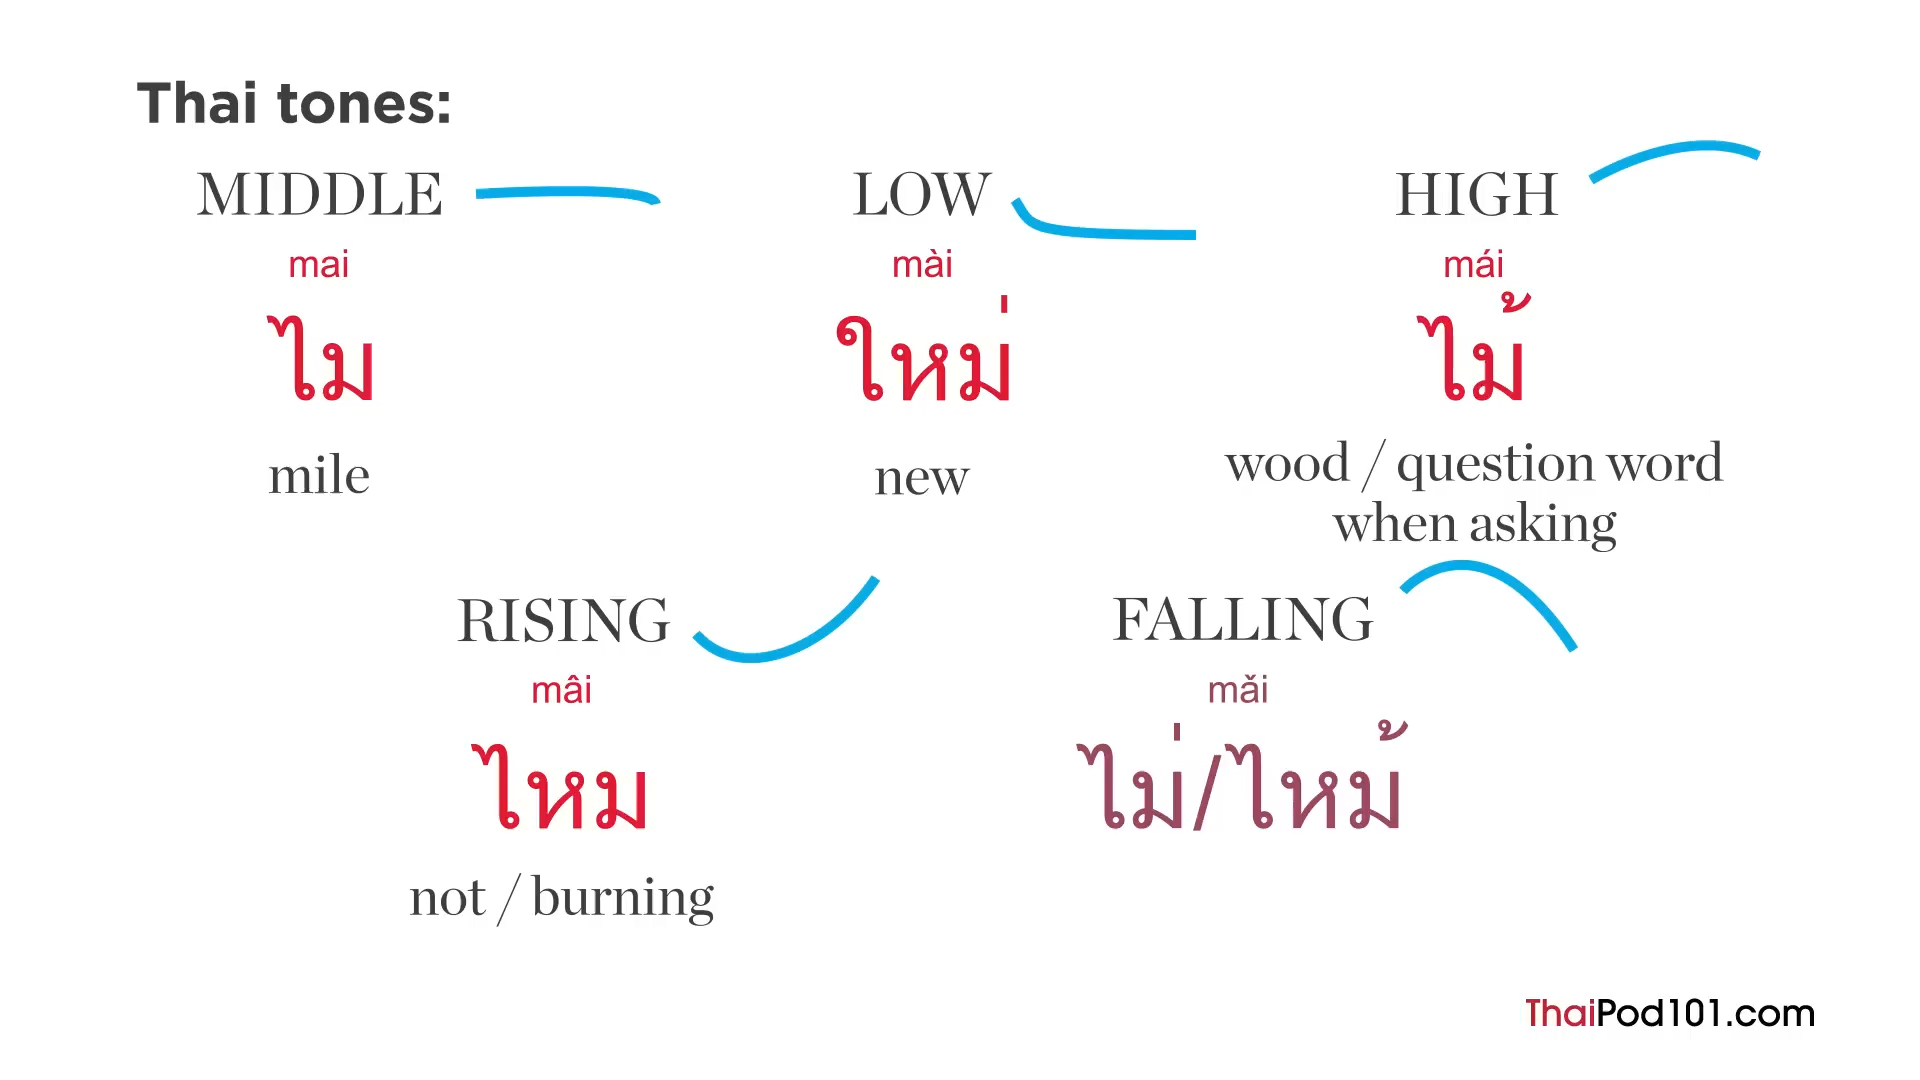 Thai tones:
MIDDLE
mai
ไม
mile
LOW
mài
ใหม่
new
HIGH
mái
ไม้
wood / question word
when asking
RISING
mâi
ไหม
not / burning
FALLING
mǎi
ไม่/ไหม้
ThaiPod101.com